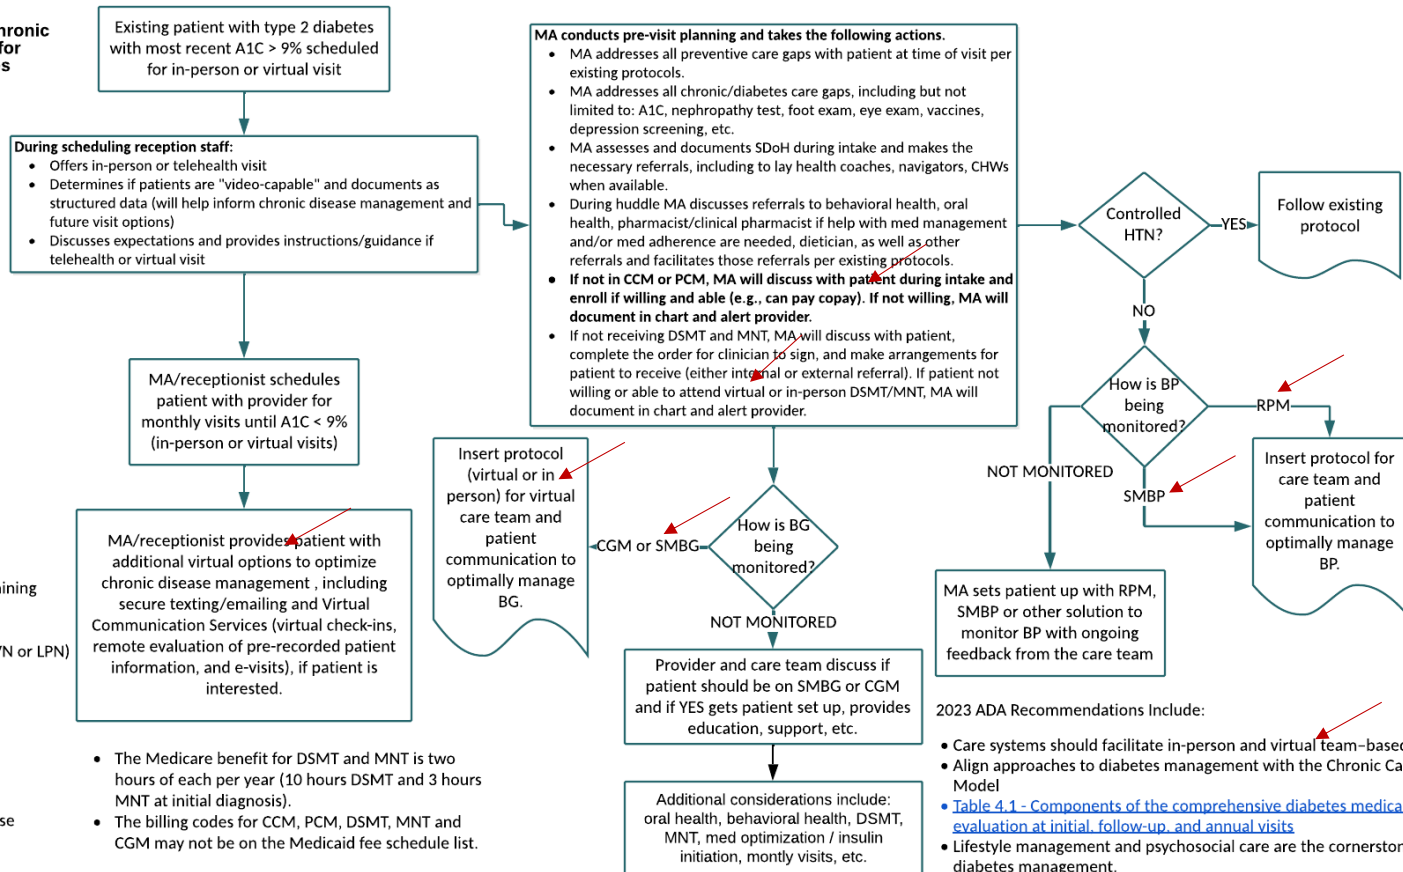 hronic
for
s
Existing patient with type 2 diabetes
with most recent A1C > 9% scheduled
for in-person or virtual visit
During scheduling reception staff:
• Offers in-person or telehealth visit
• Determines if patients are "video-capable" and documents as
structured data (will help inform chronic disease management and
future visit options)
• Discusses expectations and provides instructions/guidance if
telehealth or virtual visit
MA/receptionist schedules
patient with provider for
monthly visits until A1C < 9%
(in-person or virtual visits)
MA/receptionist provides patient with
additional virtual options to optimize
chronic disease management , including
secure texting/emailing and Virtual
Communication Services (virtual check-ins,
remote evaluation of pre-recorded patient
information, and e-visits), if patient is
interested.
ining
/N or LPN)
se
• The Medicare benefit for DSMT and MNT is two
hours of each per year (10 hours DSMT and 3 hours
MNT at initial diagnosis).
• The billing codes for CCM, PCM, DSMT, MNT and
CGM may not be on the Medicaid fee schedule list.
MA conducts pre-visit planning and takes the following actions.
• MA addresses all preventive care gaps with patient at time of visit per
existing protocols.
• MA addresses all chronic/diabetes care gaps, including but not
limited to: A1C, nephropathy test, foot exam, eye exam, vaccines,
depression screening, etc.
• MA assesses and documents SDoH during intake and makes the
necessary referrals, including to lay health coaches, navigators, CHWs
when available.
• During huddle MA discusses referrals to behavioral health, oral
health, pharmacist/clinical pharmacist if help with med management
and/or med adherence are needed, dietician, as well as other
referrals and facilitates those referrals per existing protocols.
• If not in CCM or PCM, MA will discuss with patient during intake and
enroll if willing and able (e.g., can pay copay). If not willing, MA will
document in chart and alert provider.
• If not receiving DSMT and MNT, MA will discuss with patient,
complete the order for clinician to sign, and make arrangements for
patient to receive (either internal or external referral). If patient not
willing or able to attend virtual or in-person DSMT/MNT, MA will
document in chart and alert provider.
Insert protocol
(virtual or in
person) for virtual
care team and
patient
communication to
optimally manage
BG.
CGM or SMBG
How is BG
being
monitored?
NOT MONITORED
Provider and care team discuss if
patient should be on SMBG or CGM
and if YES gets patient set up, provides
education, support, etc.
Additional considerations include:
oral health, behavioral health, DSMT,
MNT, med optimization / insulin
initiation, montly visits, etc.
Controlled
HTN?
YES
Follow existing
protocol
NO
How is BP
being
monitored?
RPM
NOT MONITORED
SMBP
Insert protocol for
care team and
patient
communication to
optimally manage
BP.
MA sets patient up with RPM,
SMBP or other solution to
monitor BP with ongoing
feedback from the care team
2023 ADA Recommendations Include:
• Care systems should facilitate in-person and virtual team–based
• Align approaches to diabetes management with the Chronic Ca
Model
• Table 4.1 - Components of the comprehensive diabetes medica
evaluation at initial, follow-up, and annual visits
• Lifestyle management and psychosocial care are the cornerston
diabetes management.